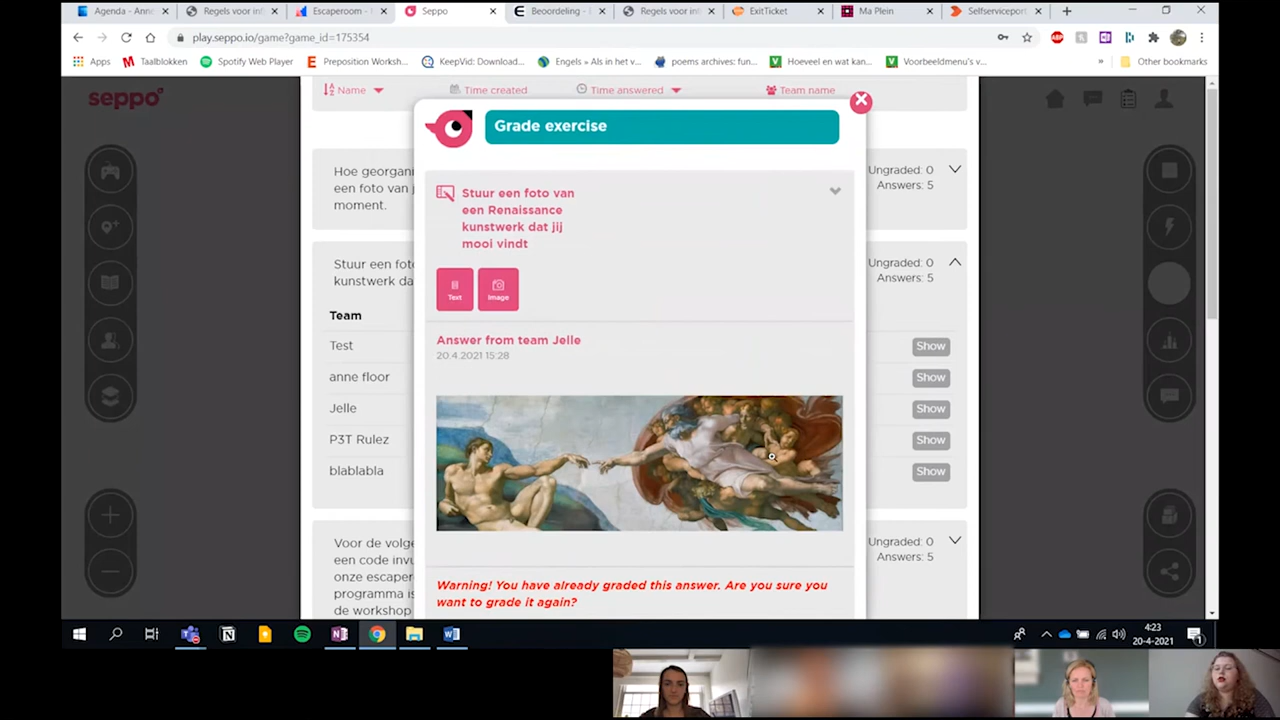 Agenda - Anne
Regels voor inf
Escaperoom -
Seppo
Beoordeling -
Regels voor inf
ExitTicket
Ma Plein
Selfserviceport
play.seppo.io/game?game_id=175354
Apps
Taalblokken
Spotify Web Player
Preposition Worksh...
KeepVid: Download...
Engels » Als in het v...
poems archives: fun...
Hoeveel en wat kan...
Voorbeeldmenu's v...
»
Other bookmarks
seppo
Name
Time created
Time answered
Team name
Grade exercise
Hoe georgani
een foto van j
moment.
Ungraded: 0
Answers: 5
Stuur een foto van
een Renaissance
kunstwerk dat jij
mooi vindt
Text
Image
Stuur een foto
kunstwerk da
Ungraded: 0
Answers: 5
Team
Test
Show
anne floor
Show
Jelle
Show
P3T Rulez
Show
blablabla
Show
Answer from team Jelle
20.4.2021 15:28
Warning! You have already graded this answer. Are you sure you
want to grade it again?
Voor de volge
een code invu
onze escaper
programma is
de workshop
Ungraded: 0
Answers: 5
4:23
20-4-2021